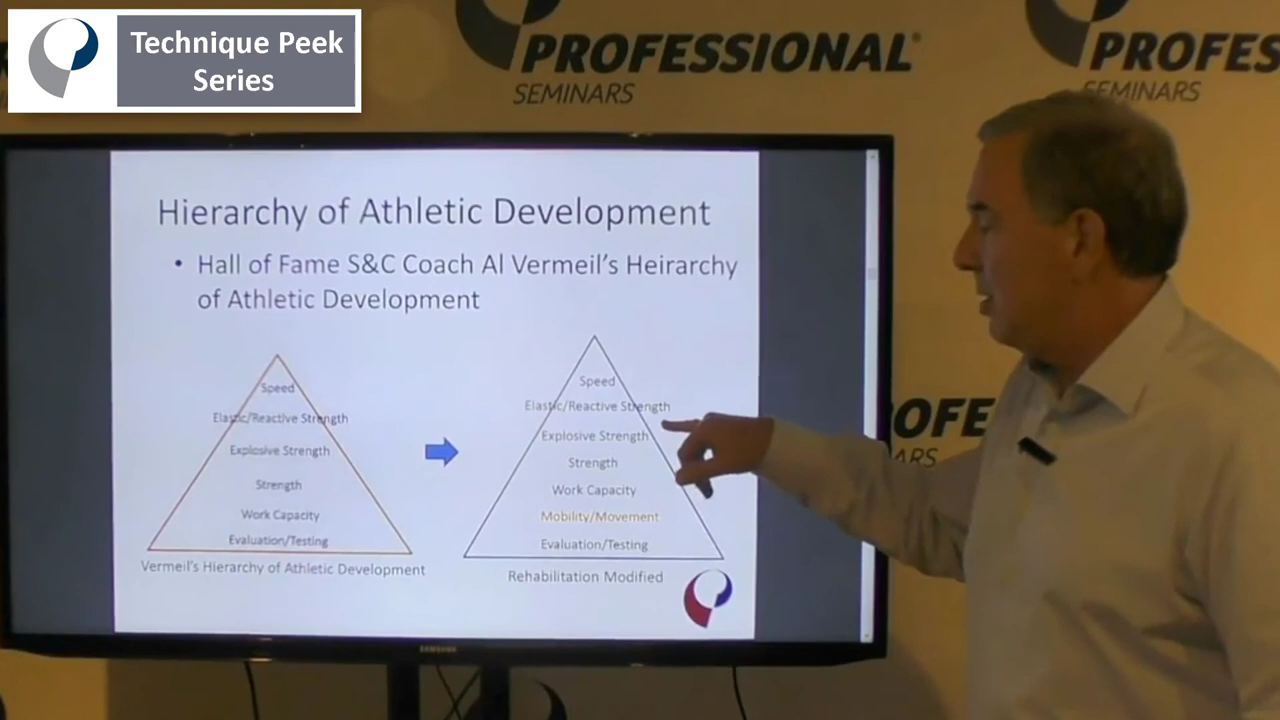 Technique Peek
Series
PROFESSIONAL®
SEMINARS
PROFES
SEMINARS
Hierarchy of Athletic Development
• Hall of Fame S&C Coach Al Vermeil's Heirarchy
of Athletic Development
Speed
Elastic/Reactive Strength
Explosive Strength
Strength
Work Capacity
Evaluation/Testing
Vermeil's Hierarchy of Athletic Development
Speed
Elastic/Reactive Strength
Explosive Strength
Strength
Work Capacity
Mobility/Movement
Evaluation/Testing
Rehabilitation Modified
OFE
ARS
SAMSUNG